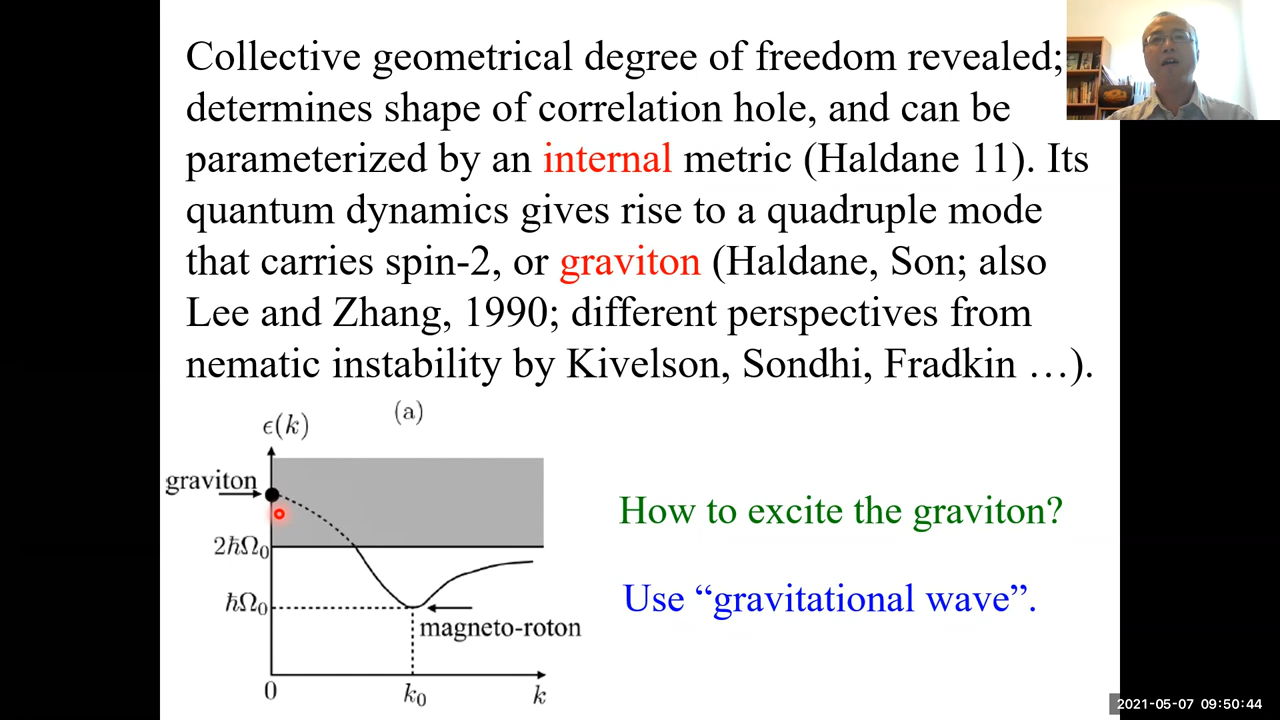 Collective geometrical degree of freedom revealed;
determines shape of correlation hole, and can be
parameterized by an internal metric (Haldane 11). Its
quantum dynamics gives rise to a quadruple mode
that carries spin-2, or graviton (Haldane, Son; also
Lee and Zhang, 1990; different perspectives from
nematic instability by Kivelson, Sondhi, Fradkin …).
(a)
ϵ(k)
graviton
2ℏΩ₀
ℏΩ₀
magneto-roton
0
k₀
k
How to excite the graviton?
Use “gravitational wave”.
2021-05-07 09:50:44